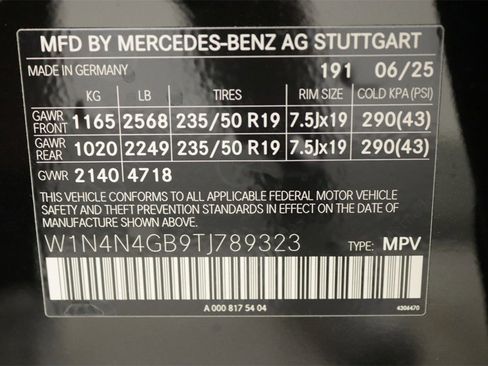 MFD BY MERCEDES-BENZ AG STUTTGART
MADE IN GERMANY 191 06/25
KG LB TIRES RIM SIZE COLD KPA (PSI)
GAWR FRONT 1165 2568 235/50 R19 7.5Jx19 290(43)
GAWR REAR 1020 2249 235/50 R19 7.5Jx19 290(43)
GVWR 2140 4718
THIS VEHICLE CONFORMS TO ALL APPLICABLE FEDERAL MOTOR VEHICLE
SAFETY AND THEFT PREVENTION STANDARDS IN EFFECT ON THE DATE OF
MANUFACTURE SHOWN ABOVE.
W1N4N4GB9TJ789323 TYPE: MPV
A 000 817 54 04 4306470